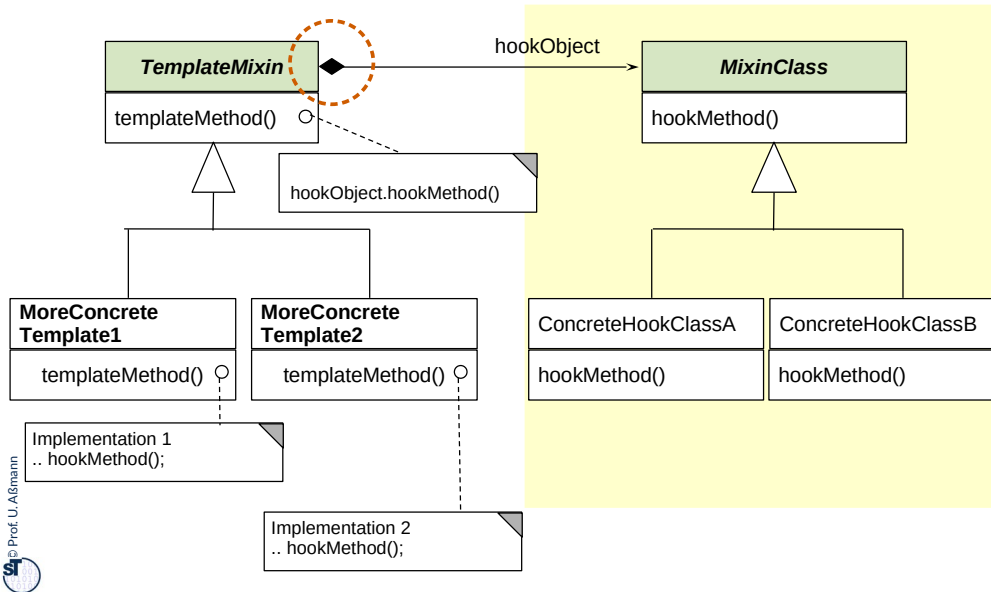 hookObject
TemplateMixin
templateMethod()
MixinClass
hookMethod()
hookObject.hookMethod()
MoreConcrete
Template1
templateMethod()
MoreConcrete
Template2
templateMethod()
ConcreteHookClassA
hookMethod()
ConcreteHookClassB
hookMethod()
Implementation 1
.. hookMethod();
Implementation 2
.. hookMethod();
© Prof. U. Aßmann
ST